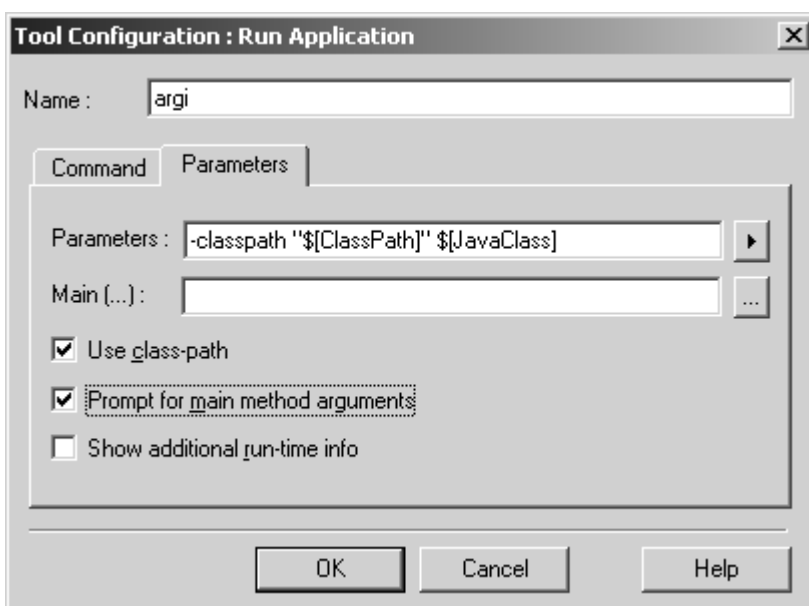 Tool Configuration : Run Application
Name : argi
Command Parameters
Parameters : -classpath "$[ClassPath]" $[JavaClass]
Main (...) : ...
Use class-path
Prompt for main method arguments
Show additional run-time info
OK Cancel Help